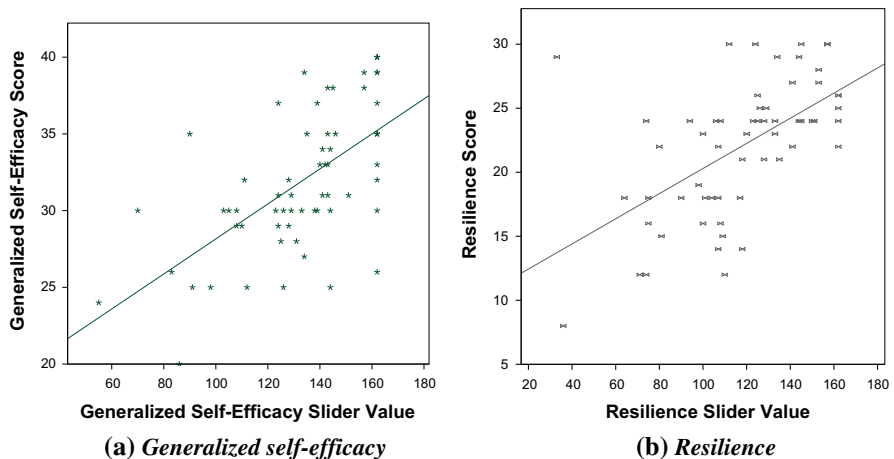 Generalized Self-Efficacy Score
40
35
30
25
20
60 80 100 120 140 160 180
Generalized Self-Efficacy Slider Value
(a) Generalized self-efficacy
Resilience Score
30
25
20
15
10
5
20 40 60 80 100 120 140 160 180
Resilience Slider Value
(b) Resilience